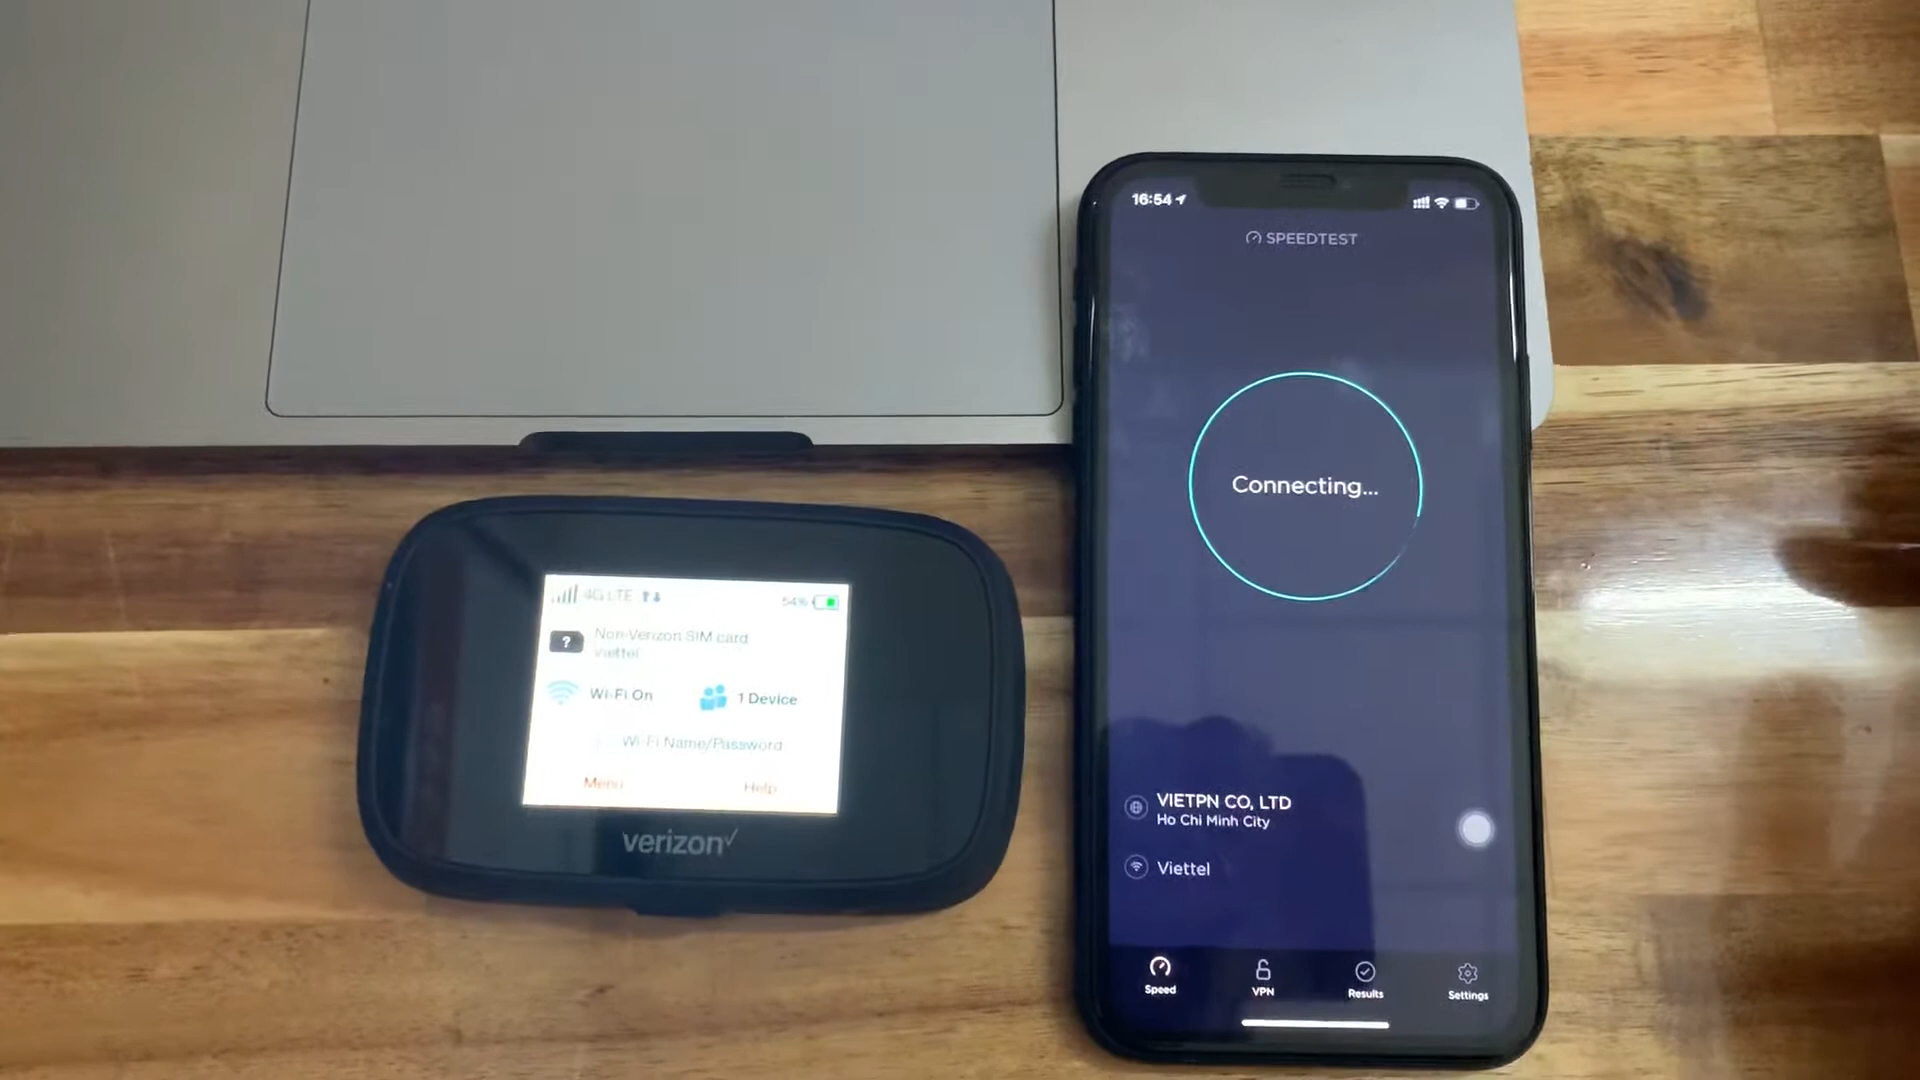 4G LTE
54%
?
Non-Verizon SIM card
Viettel
Wi-Fi On
1 Device
Wi-Fi Name/Password
Menu
Help
verizon
16:54
SPEEDTEST
Connecting...
VIETPN CO, LTD
Ho Chi Minh City
Viettel
Speed
VPN
Results
Settings